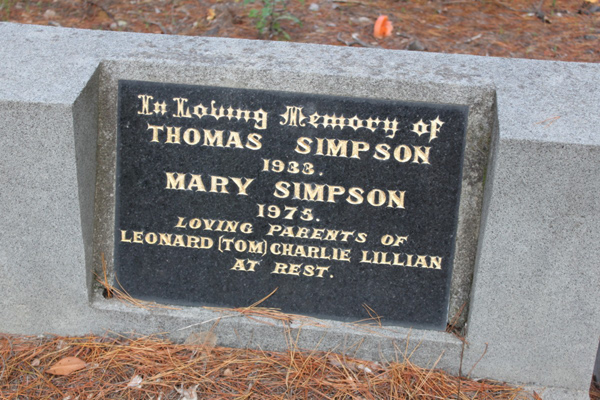 In Loving Memory of
THOMAS SIMPSON
1933.
MARY SIMPSON
1975.
LOVING PARENTS OF
LEONARD (TOM) CHARLIE LILLIAN
AT REST.